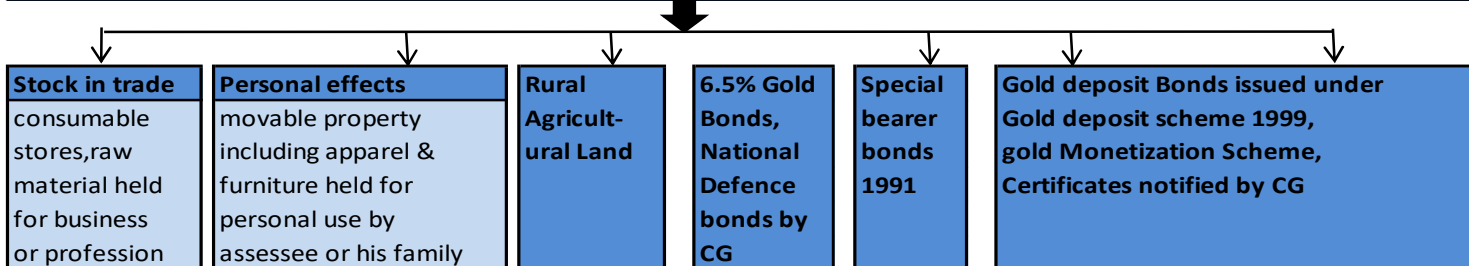 Stock in trade
consumable
stores,raw
material held
for business
or profession
Personal effects
movable property
including apparel &
furniture held for
personal use by
assessee or his family
Rural
Agricult-
ural Land
6.5% Gold
Bonds,
National
Defence
bonds by
CG
Special
bearer
bonds
1991
Gold deposit Bonds issued under
Gold deposit scheme 1999,
gold Monetization Scheme,
Certificates notified by CG